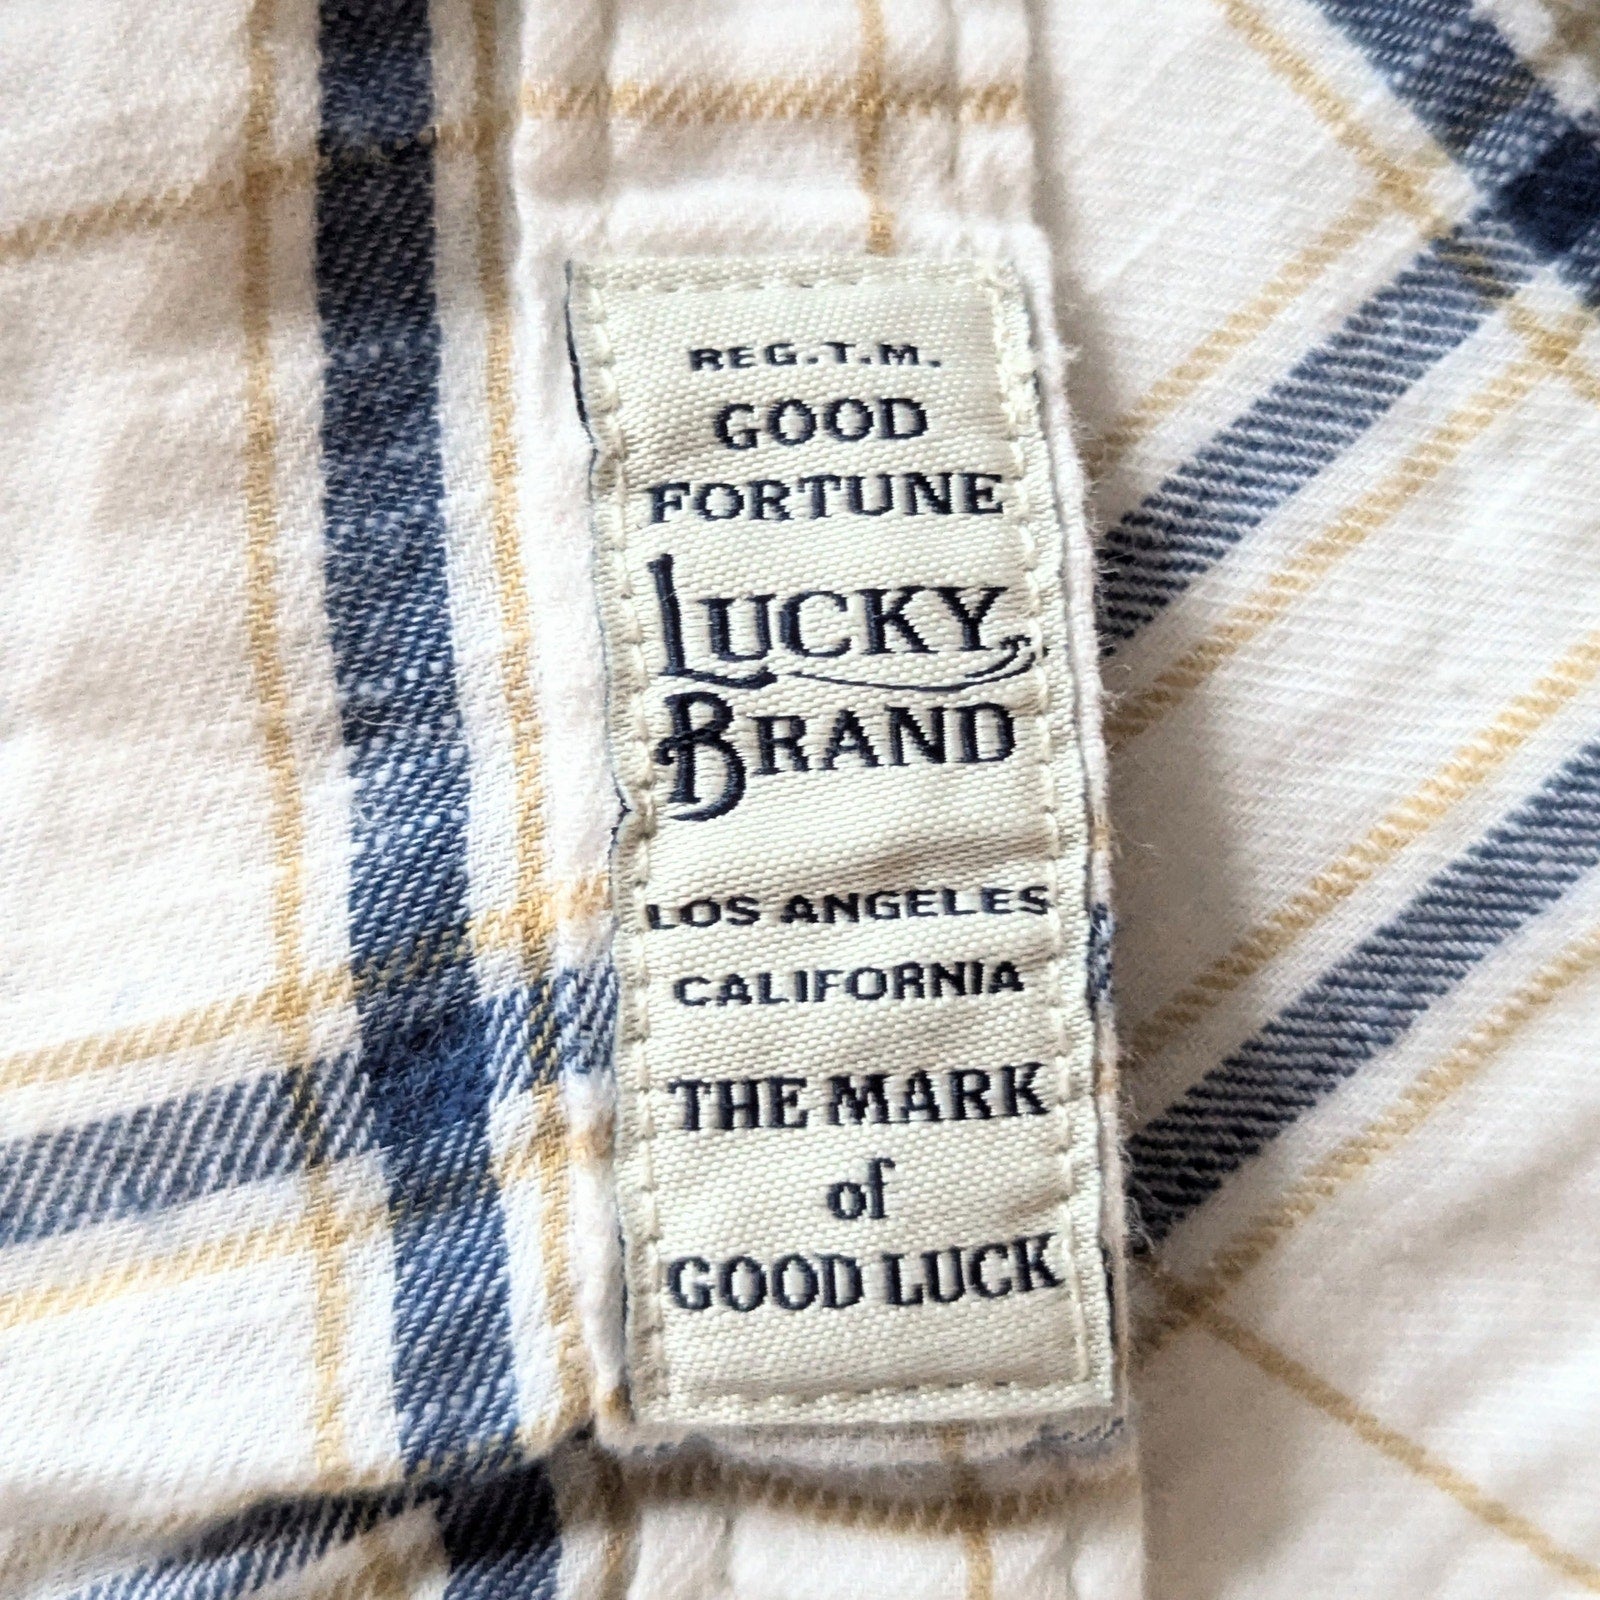 REG.T.M.
GOOD
FORTUNE
LUCKY
BRAND
LOS ANGELES
CALIFORNIA
THE MARK
of
GOOD LUCK